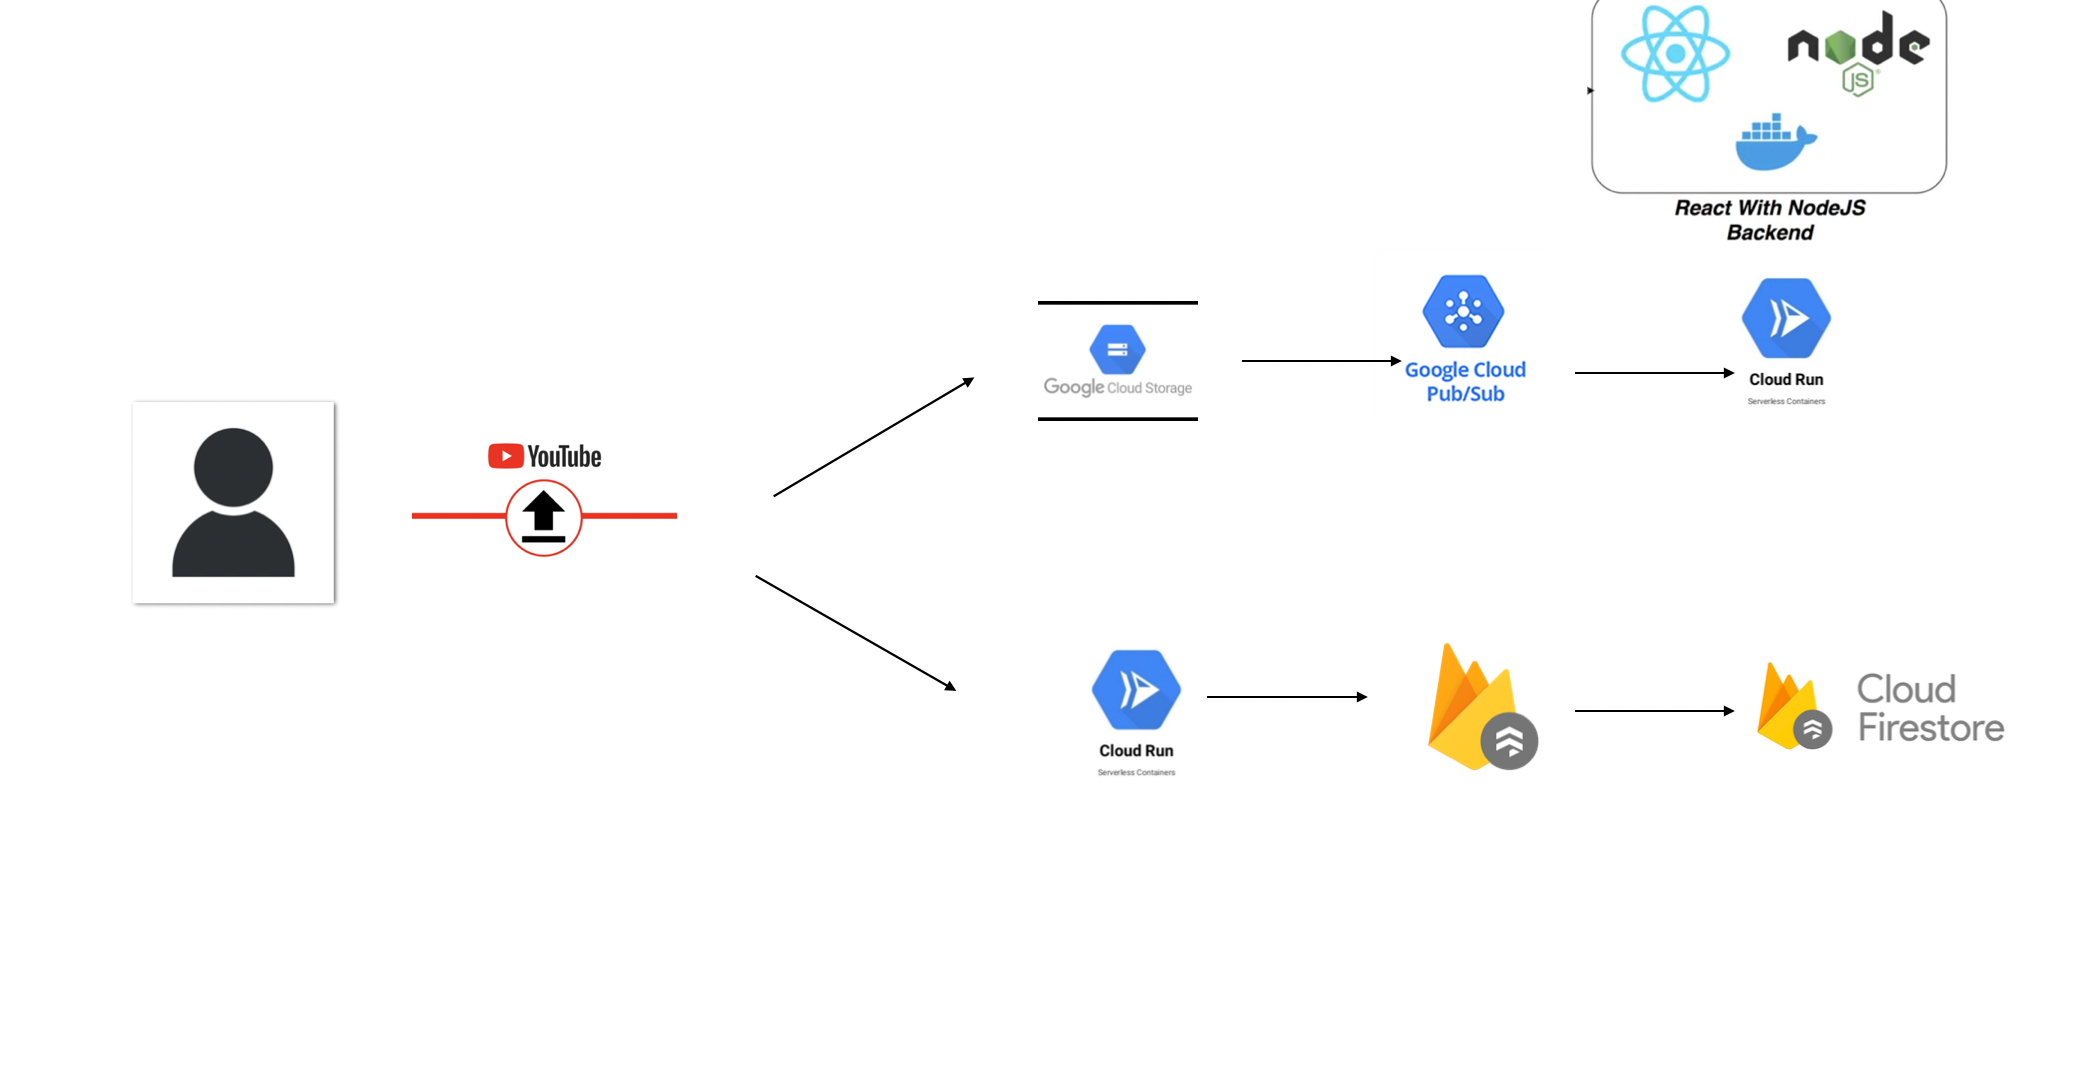 node
JS
React With NodeJS
Backend
Google Cloud Storage
Google Cloud
Pub/Sub
Cloud Run
Serverless Containers
YouTube
Cloud Run
Serverless Containers
Cloud
Firestore